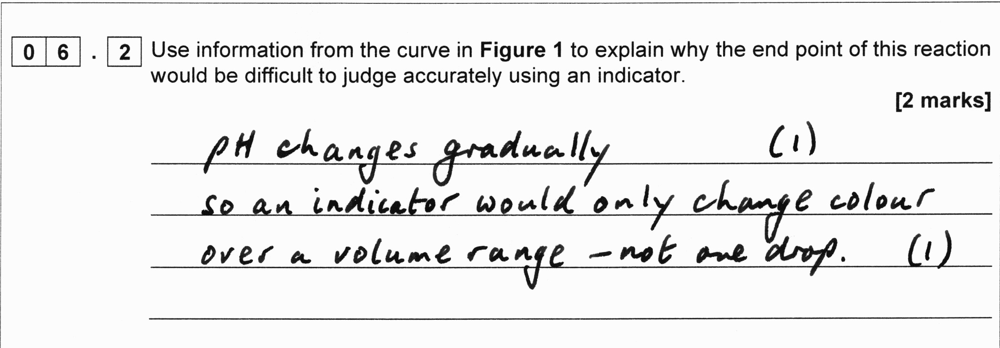 06.2 Use information from the curve in Figure 1 to explain why the end point of this reaction
would be difficult to judge accurately using an indicator.
[2 marks]
pH changes gradually (1)
so an indicator would only change colour
over a volume range - not one drop. (1)